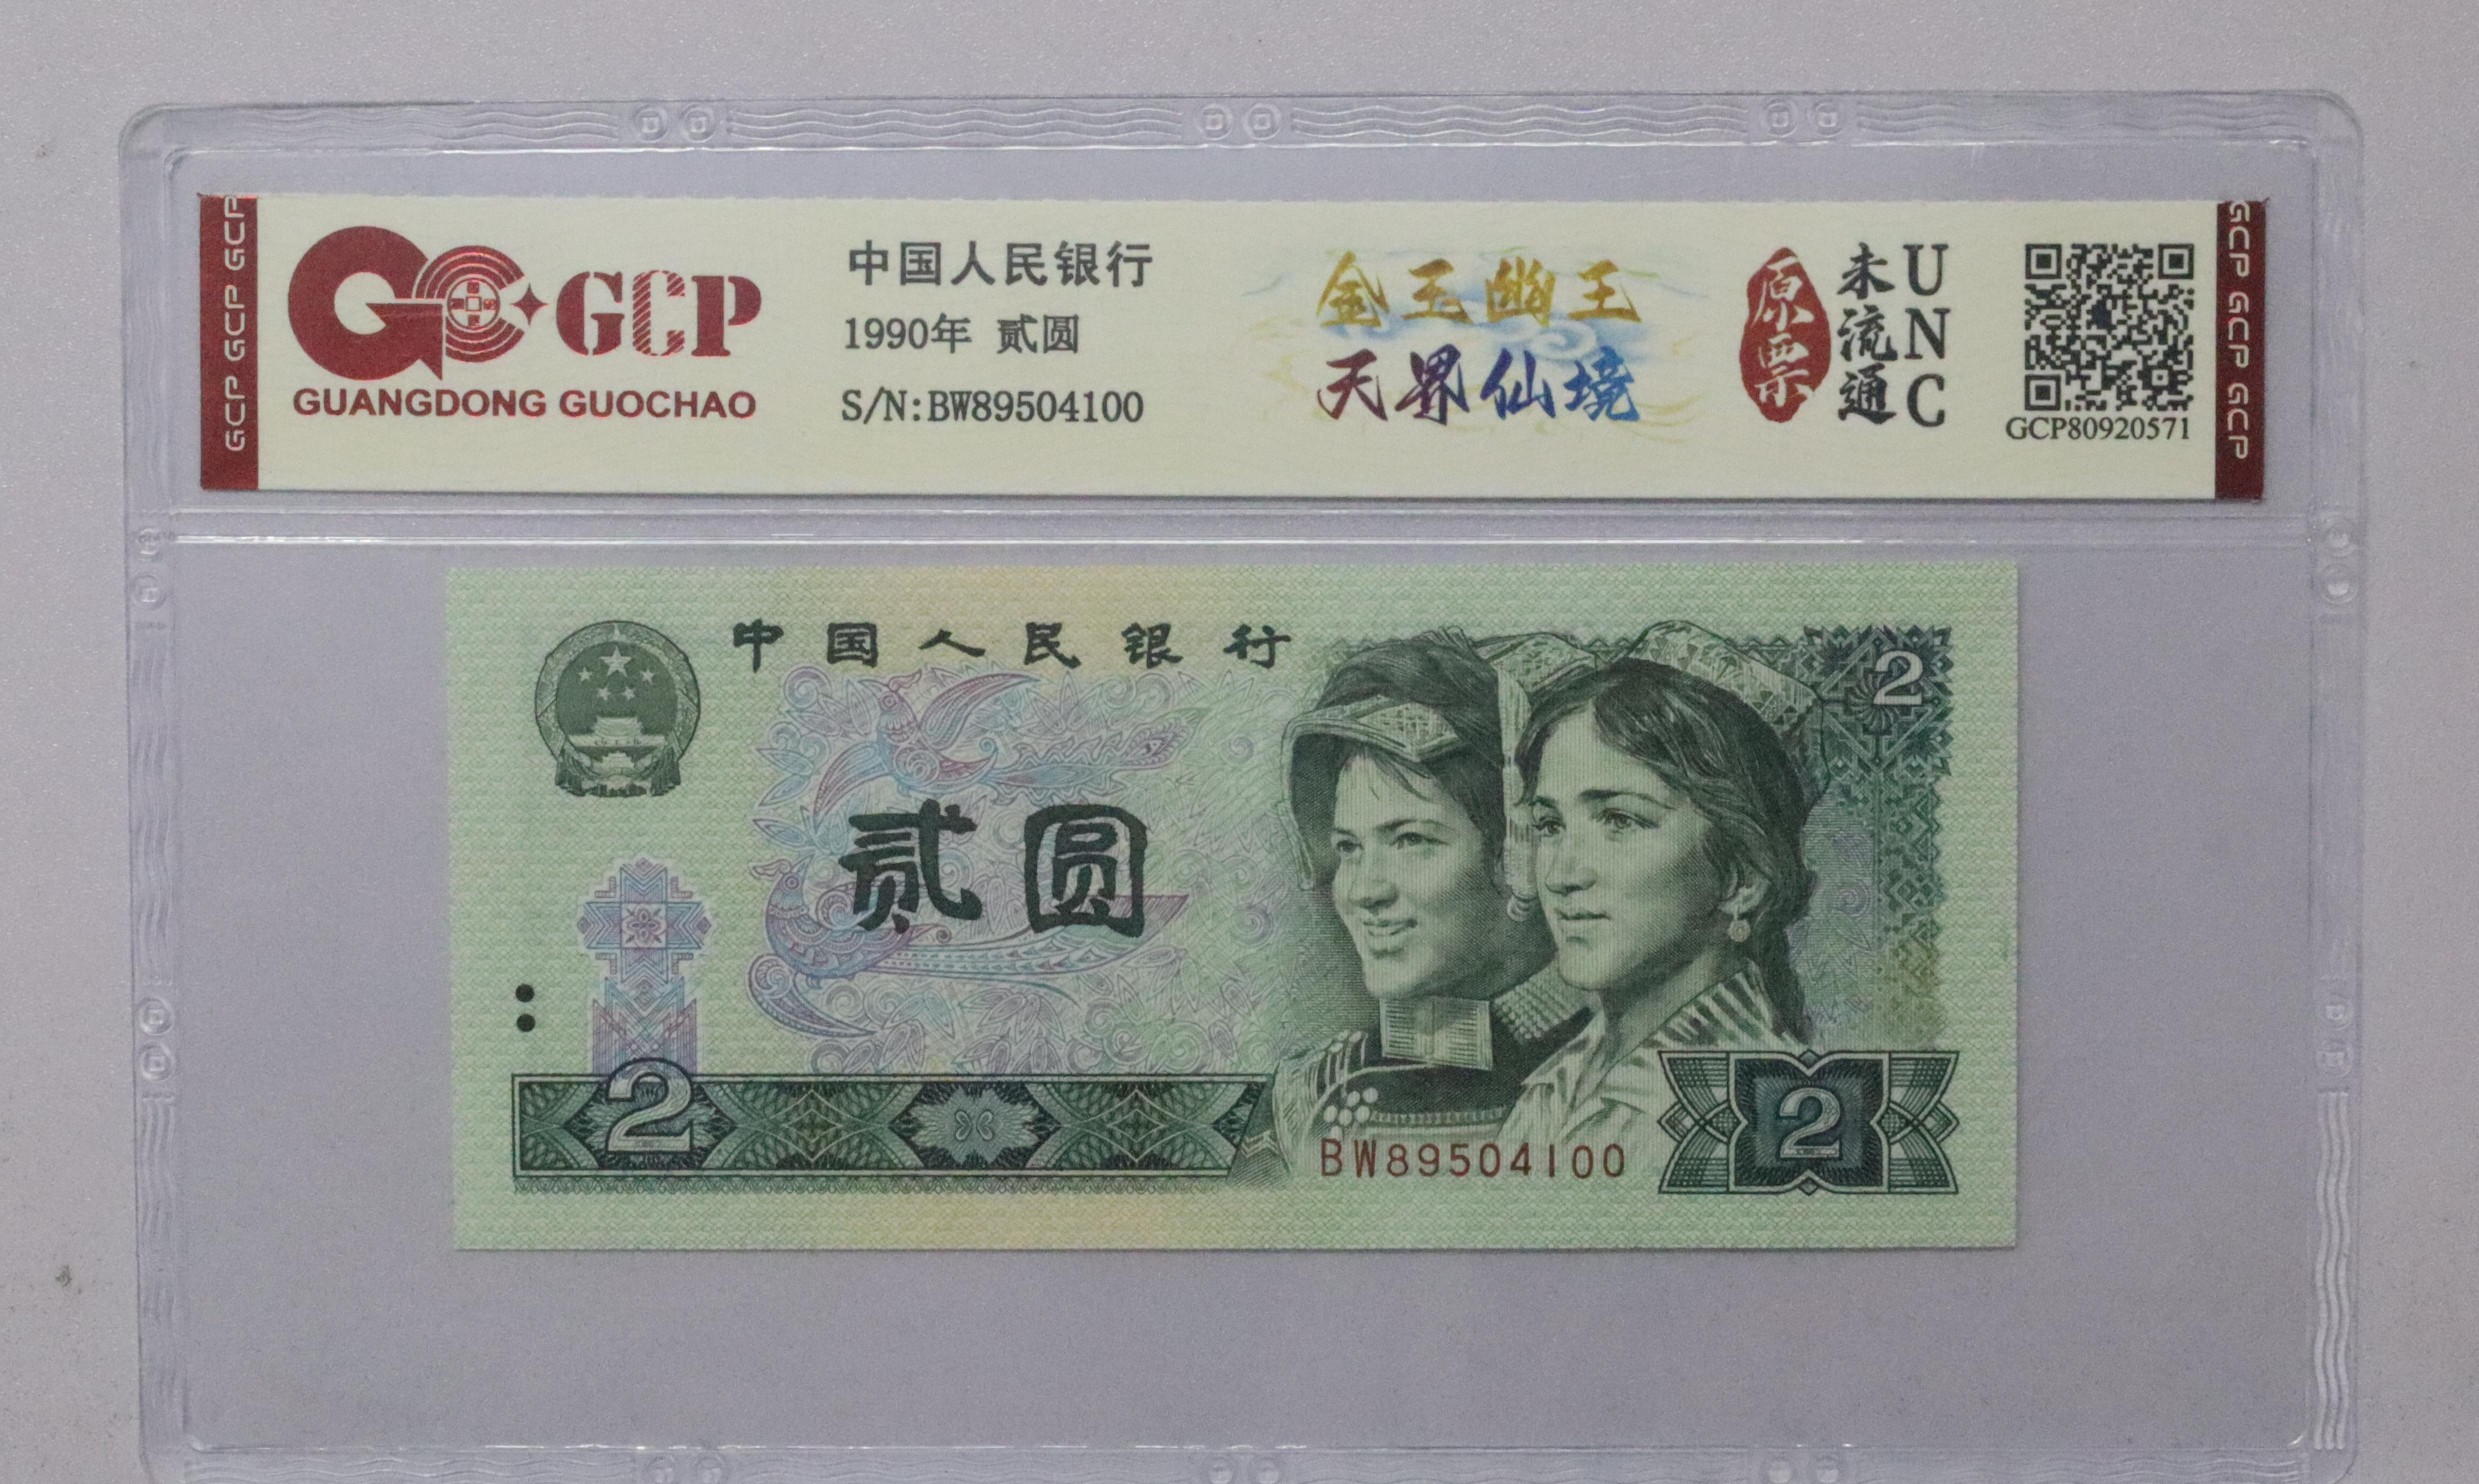 GCP GCP GCP
GCP
GUANGDONG GUOCHAO
中国人民银行
1990年 贰圆
S/N:BW89504100
金玉幽王
天界仙境
原票
未流通
UNC
GCP80920571
GCP GCP GCP
中国人民银行
2
贰圆
2
BW89504100
2